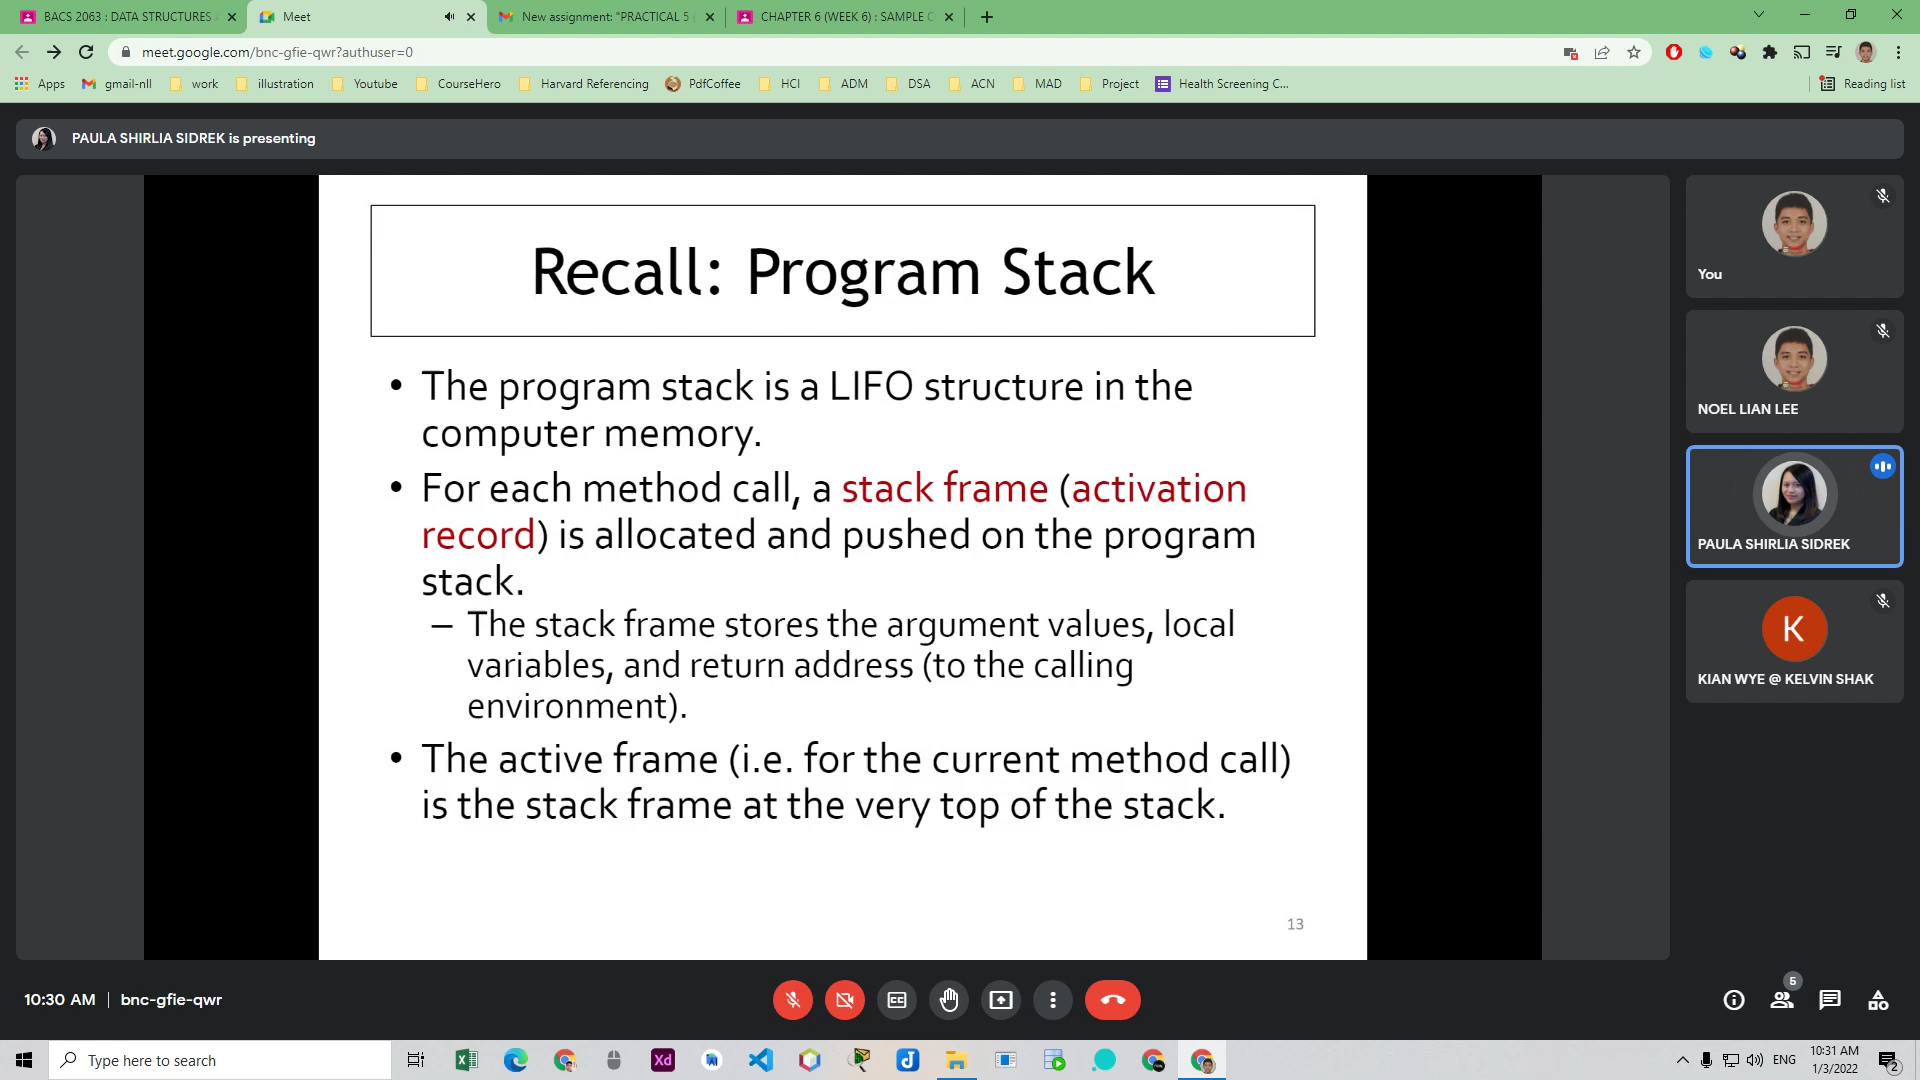 BACS 2063 : DATA STRUCTURES
Meet
New assignment: "PRACTICAL 5
CHAPTER 6 (WEEK 6) : SAMPLE
meet.google.com/bnc-gfie-qwr?authuser=0
Apps
gmail-nll
work
illustration
Youtube
CourseHero
Harvard Referencing
PdfCoffee
HCI
ADM
DSA
ACN
MAD
Project
Health Screening C...
Reading list
PAULA SHIRLIA SIDREK is presenting
Recall: Program Stack
• The program stack is a LIFO structure in the
computer memory.
• For each method call, a stack frame (activation
record) is allocated and pushed on the program
stack.
– The stack frame stores the argument values, local
variables, and return address (to the calling
environment).
• The active frame (i.e. for the current method call)
is the stack frame at the very top of the stack.
13
You
NOEL LIAN LEE
PAULA SHIRLIA SIDREK
K
KIAN WYE @ KELVIN SHAK
10:30 AM | bnc-gfie-qwr
5
Type here to search
Xd
ENG
10:31 AM
1/3/2022
2